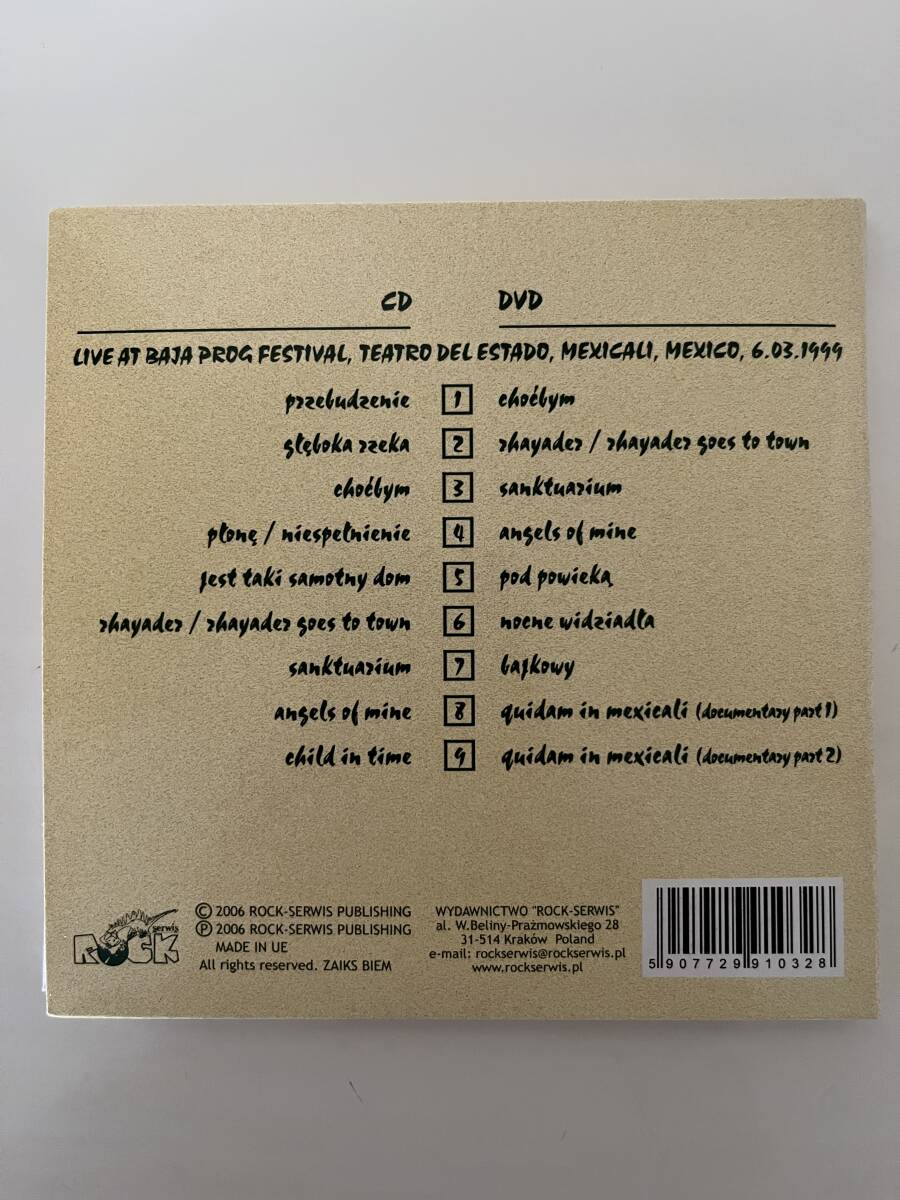 CD DVD
LIVE AT BAJA PROG FESTIVAL, TEATRO DEL ESTADO, MEXICALI, MEXICO, 6.03.1999
przebudzenie 1 choćbym
głęboka rzeka 2 rhayader / rhayader goes to town
choćbym 3 sanktuarium
płonę / niespełnienie 4 angels of mine
jest taki samotny dom 5 pod powieką
rhayader / rhayader goes to town 6 nocne widziadła
sanktuarium 7 bajkowy
angels of mine 8 quidam in mexicali (documentary part 1)
child in time 9 quidam in mexicali (documentary part 2)
ROCK serwis
© 2006 ROCK-SERWIS PUBLISHING
℗ 2006 ROCK-SERWIS PUBLISHING
MADE IN UE
All rights reserved. ZAIKS BIEM
WYDAWNICTWO "ROCK-SERWIS"
al. W.Beliny-Prażmowskiego 28
31-514 Kraków Poland
e-mail: rockserwis@rockserwis.pl
www.rockserwis.pl
5 907729 910328